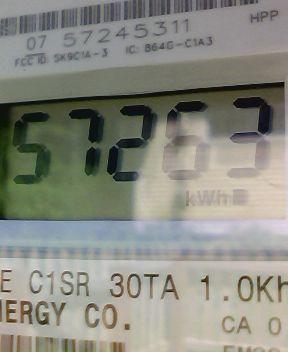 HPP
07 57245311
FCC ID: SK9C1A-3 IC: 864G-C1A3
57263
kWh
E C1SR 30TA 1.0Kh
NERGY CO.
CA 0